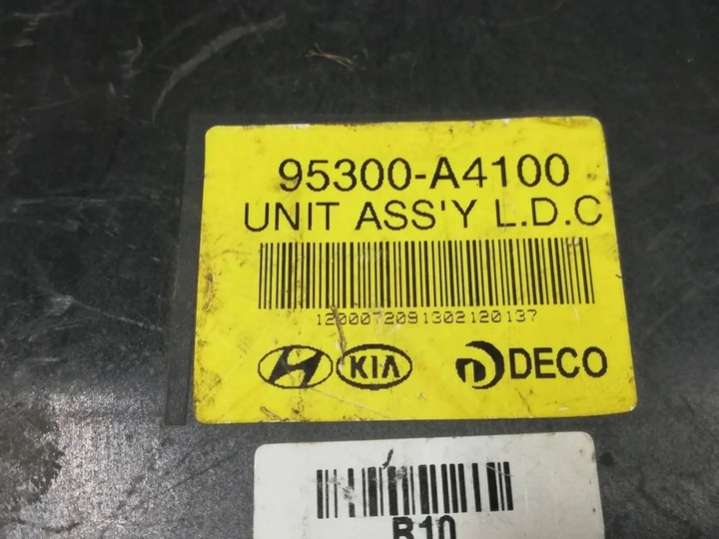 95300-A4100
UNIT ASS'Y L.D.C
1200072091302120137
KIA DECO
B10